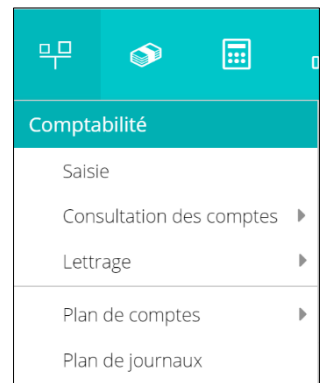 Comptabilité
Saisie
Consultation des comptes
Lettrage
Plan de comptes
Plan de journaux